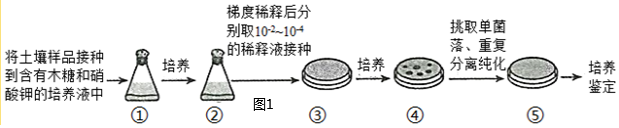 将土壤样品接种
到含有木糖和硝
酸钾的培养液中
培养
梯度稀释后分
别取10⁻²~10⁻⁴
的稀释液接种
培养
挑取单菌
落、重复
分离纯化
培养
鉴定
① ② 图1 ③ ④ ⑤